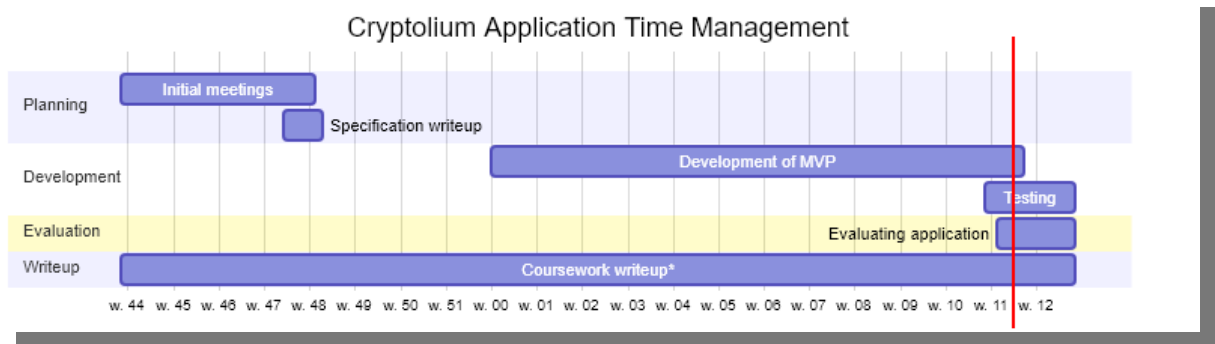 Cryptolium Application Time Management
Planning
Initial meetings
Specification writeup
Development
Development of MVP
Testing
Evaluation
Evaluating application
Writeup
Coursework writeup*
w. 44 w. 45 w. 46 w. 47 w. 48 w. 49 w. 50 w. 51 w. 00 w. 01 w. 02 w. 03 w. 04 w. 05 w. 06 w. 07 w. 08 w. 09 w. 10 w. 11 w. 12